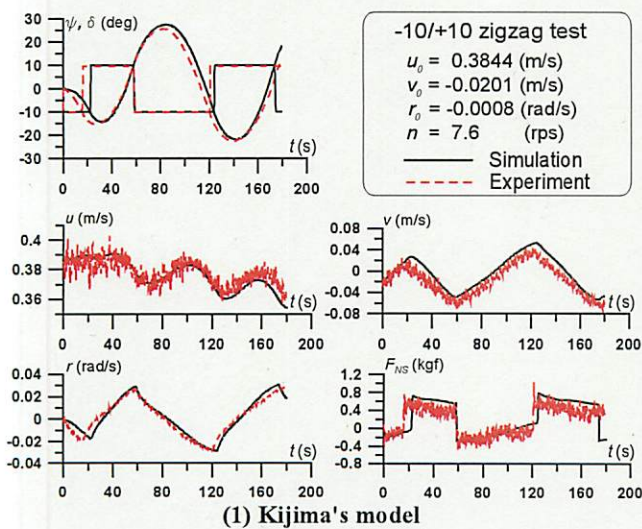 ψ, δ (deg)
30
20
10
0
-10
-20
-30
t (s)
0 40 80 120 160 200
-10/+10 zigzag test
u₀ = 0.3844 (m/s)
v₀ = -0.0201 (m/s)
r₀ = -0.0008 (rad/s)
n = 7.6 (rps)
Simulation
Experiment
u (m/s)
0.4
0.38
0.36
t (s)
0 40 80 120 160 200
v (m/s)
0.08
0.04
0
-0.04
-0.08
t (s)
0 40 80 120 160 200
r (rad/s)
0.04
0.02
0
-0.02
-0.04
t (s)
0 40 80 120 160 200
F_NS (kgf)
1.2
0.8
0.4
0
-0.4
-0.8
t (s)
0 40 80 120 160 200
(1) Kijima's model